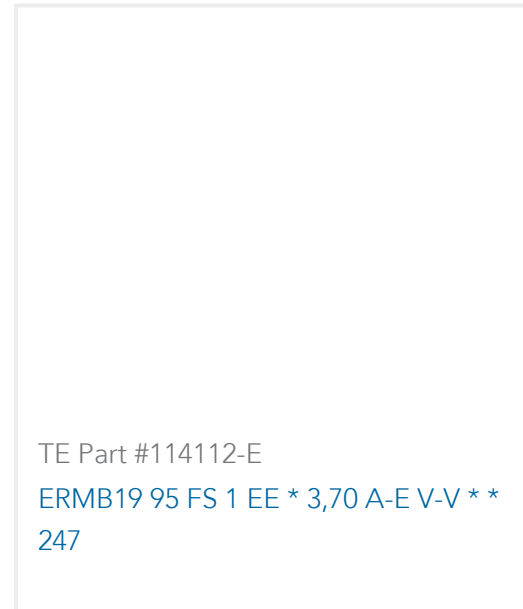 TE Part #114112-E
ERMB19 95 FS 1 EE * 3,70 A-E V-V * *
247